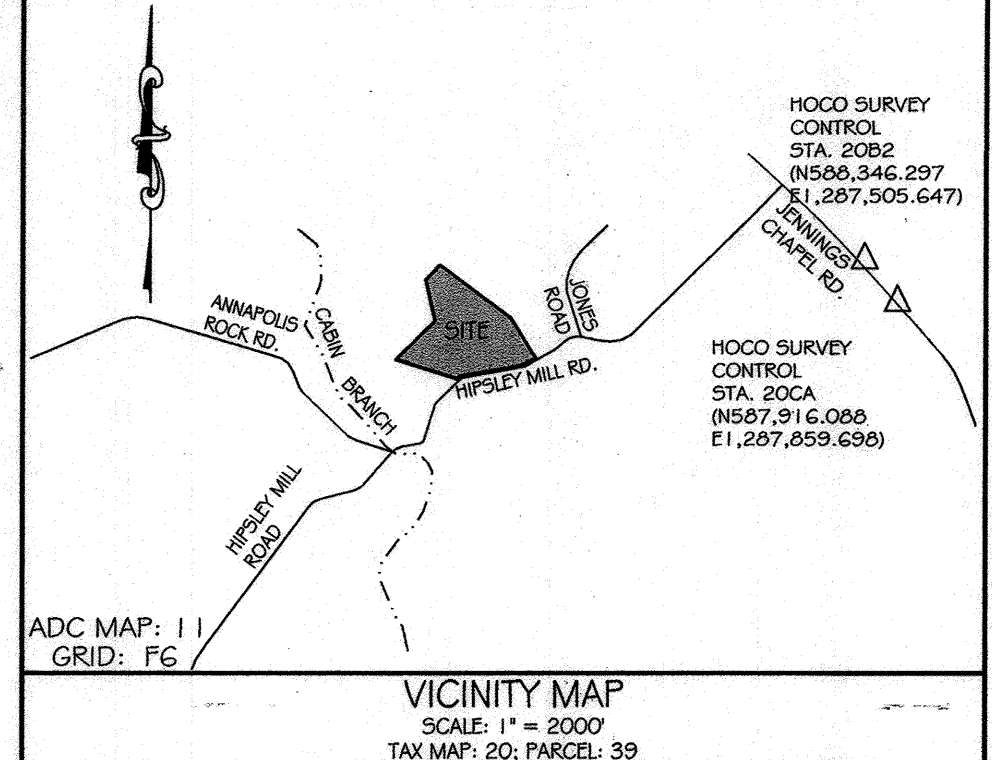 HOCO SURVEY
CONTROL
STA. 20B2
(N588,346.297
E1,287,505.647)
JENNINGS
CHAPEL RD.
ANNAPOLIS
ROCK RD.
CABIN
BRANCH
SITE
JONES
ROAD
HIPSLEY MILL RD.
HOCO SURVEY
CONTROL
STA. 20CA
(N587,916.088
E1,287,859.698)
HIPSLEY MILL
ROAD
ADC MAP: 11
GRID: F6
VICINITY MAP
SCALE: 1" = 2000'
TAX MAP: 20; PARCEL: 39